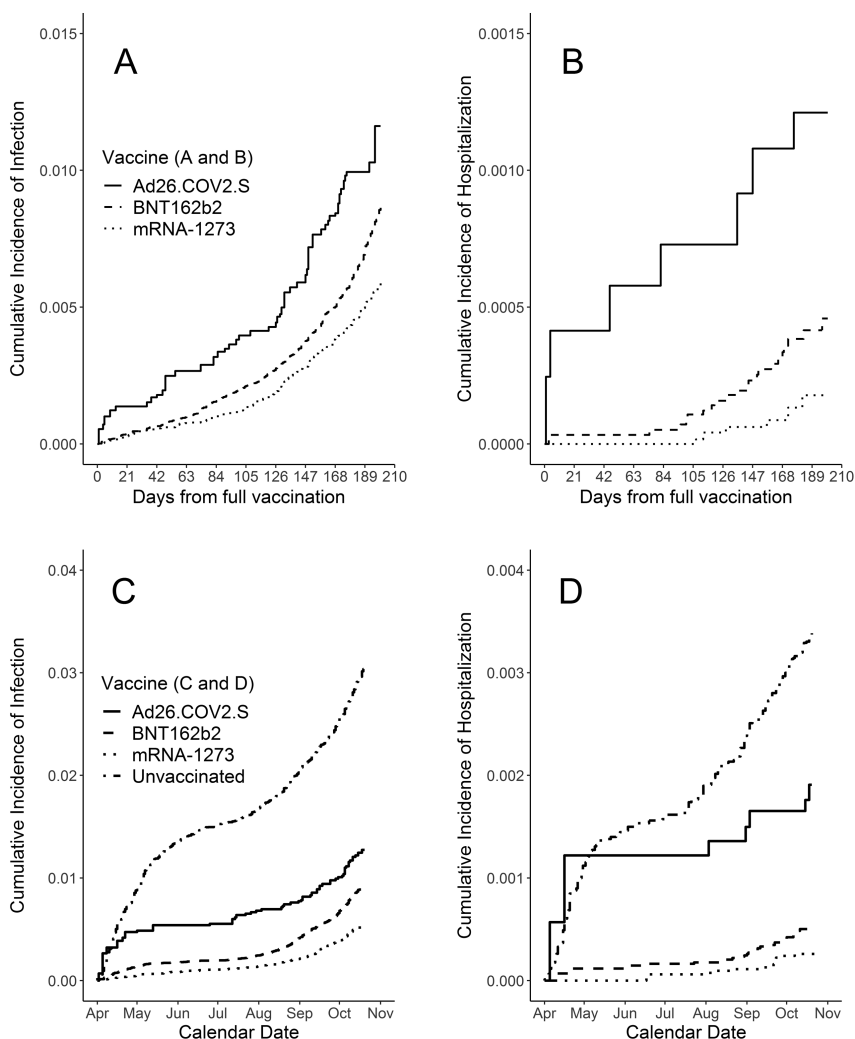 A
Cumulative Incidence of Infection
0.015
0.010
0.005
0.000
Vaccine (A and B)
Ad26.COV2.S
BNT162b2
mRNA-1273
0 21 42 63 84 105 126 147 168 189 210
Days from full vaccination
B
Cumulative Incidence of Hospitalization
0.0015
0.0010
0.0005
0.0000
0 21 42 63 84 105 126 147 168 189 210
Days from full vaccination
C
Cumulative Incidence of Infection
0.04
0.03
0.02
0.01
0.00
Vaccine (C and D)
Ad26.COV2.S
BNT162b2
mRNA-1273
Unvaccinated
Apr May Jun Jul Aug Sep Oct Nov
Calendar Date
D
Cumulative Incidence of Hospitalization
0.004
0.003
0.002
0.001
0.000
Apr May Jun Jul Aug Sep Oct Nov
Calendar Date